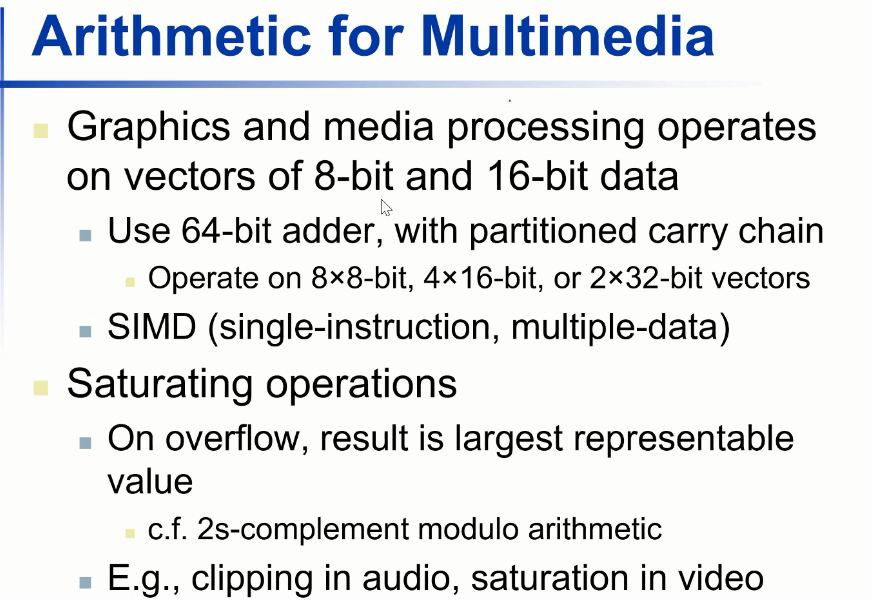 Arithmetic for Multimedia
Graphics and media processing operates
on vectors of 8-bit and 16-bit data
Use 64-bit adder, with partitioned carry chain
Operate on 8×8-bit, 4×16-bit, or 2×32-bit vectors
SIMD (single-instruction, multiple-data)
Saturating operations
On overflow, result is largest representable
value
c.f. 2s-complement modulo arithmetic
E.g., clipping in audio, saturation in video